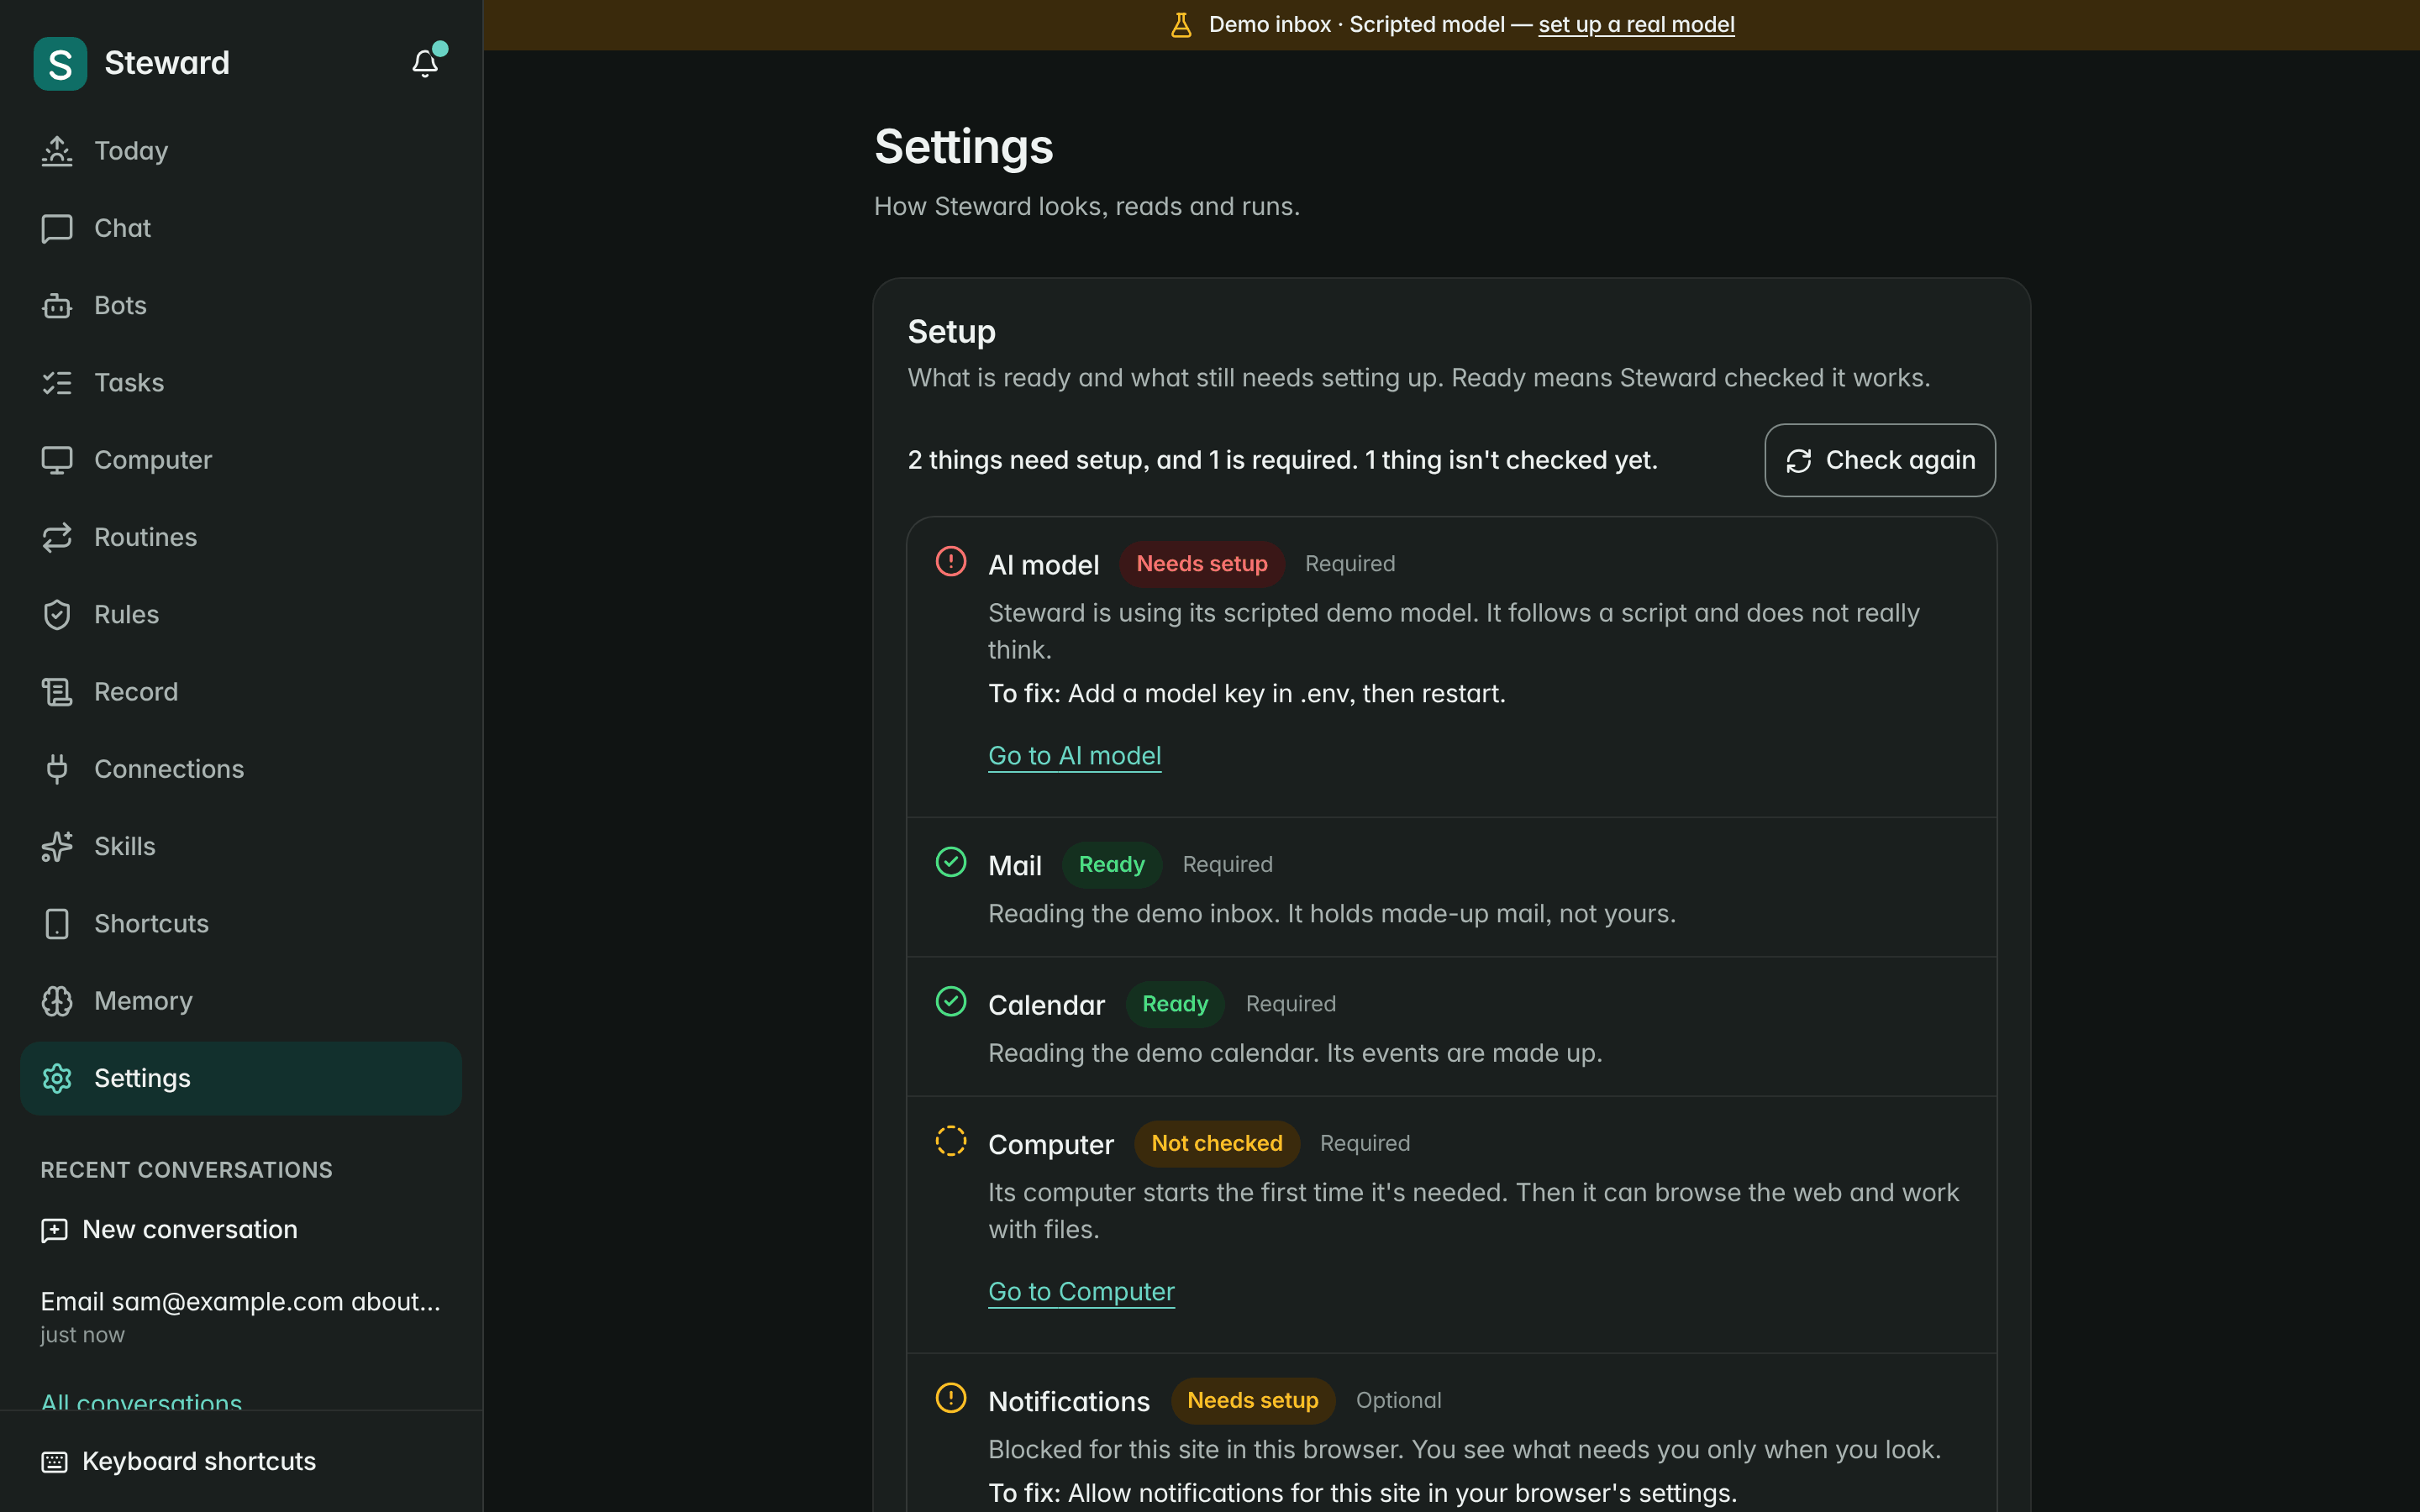 S Steward
Today
Chat
Bots
Tasks
Computer
Routines
Rules
Record
Connections
Skills
Shortcuts
Memory
Settings
RECENT CONVERSATIONS
New conversation
Email sam@example.com about...
just now
All conversations
Keyboard shortcuts
Demo inbox · Scripted model — set up a real model
Settings
How Steward looks, reads and runs.
Setup
What is ready and what still needs setting up. Ready means Steward checked it works.
2 things need setup, and 1 is required. 1 thing isn't checked yet.
Check again
AI model Needs setup Required
Steward is using its scripted demo model. It follows a script and does not really
think.
To fix: Add a model key in .env, then restart.
Go to AI model
Mail Ready Required
Reading the demo inbox. It holds made-up mail, not yours.
Calendar Ready Required
Reading the demo calendar. Its events are made up.
Computer Not checked Required
Its computer starts the first time it's needed. Then it can browse the web and work
with files.
Go to Computer
Notifications Needs setup Optional
Blocked for this site in this browser. You see what needs you only when you look.
To fix: Allow notifications for this site in your browser's settings.